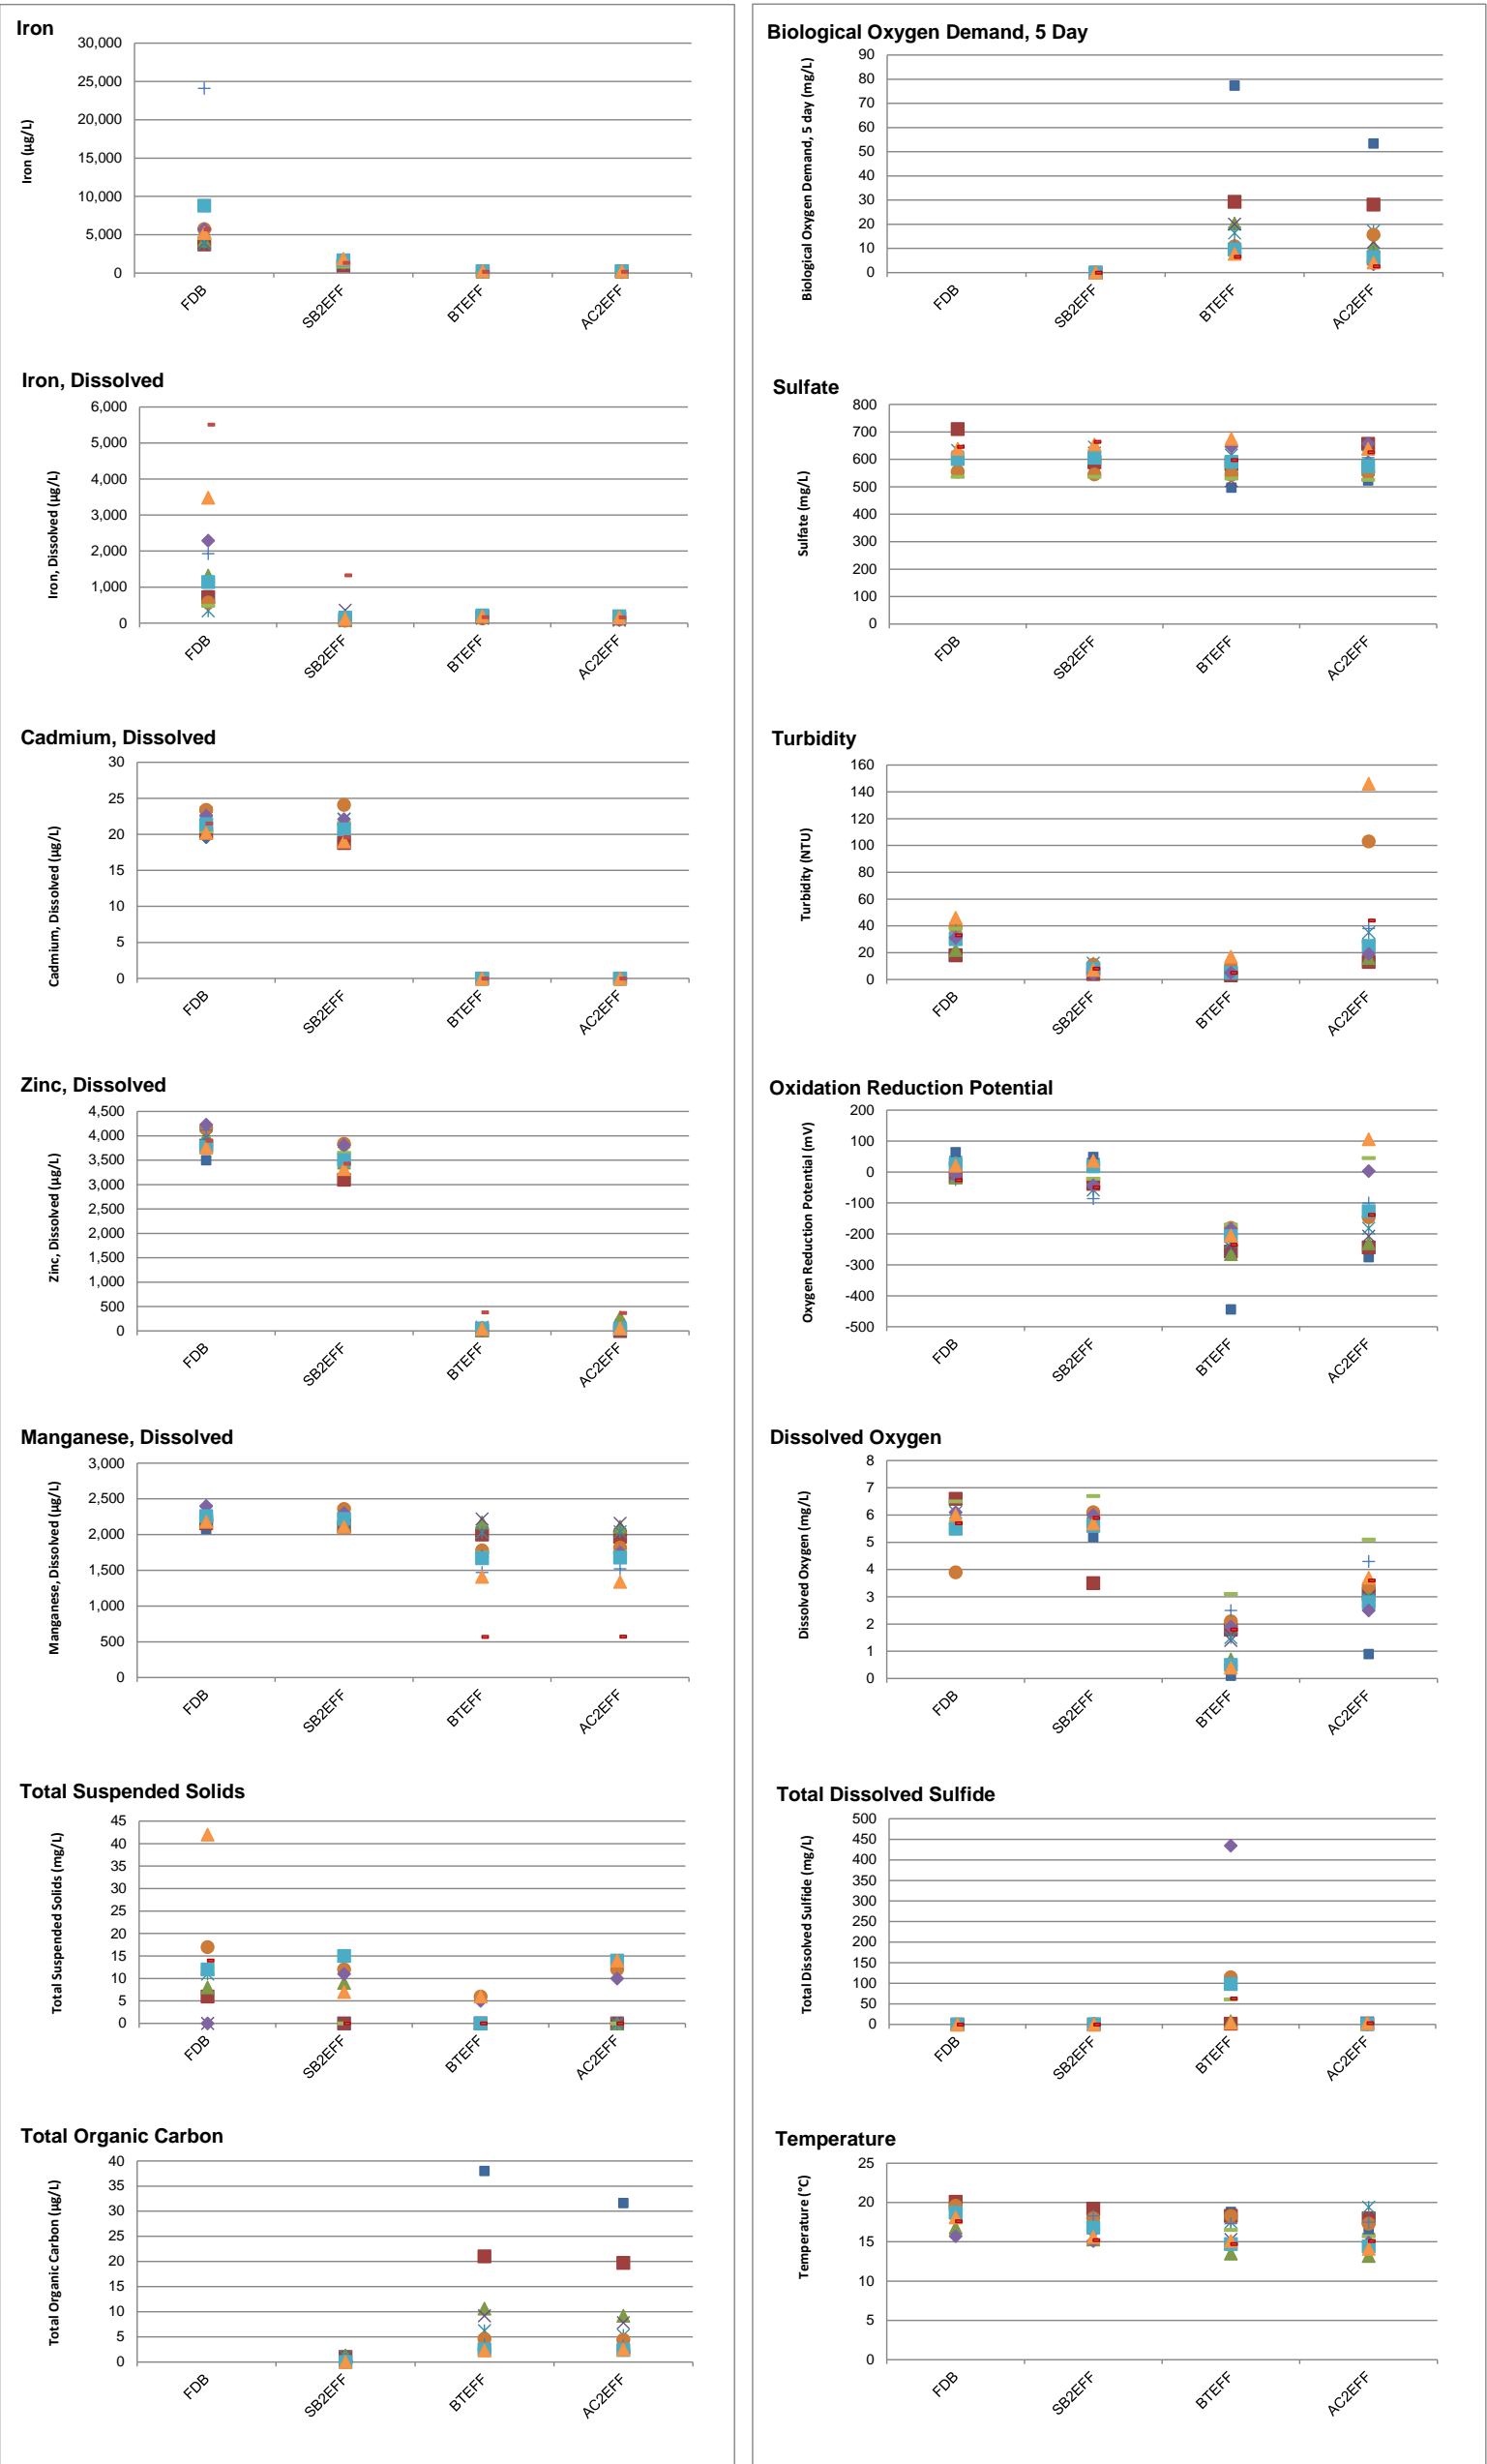 Iron
Iron (µg/L)
30,000
25,000
20,000
15,000
10,000
5,000
0
FDB
SB2EFF
BTEFF
AC2EFF
Iron, Dissolved
Iron, Dissolved (µg/L)
6,000
5,000
4,000
3,000
2,000
1,000
0
FDB
SB2EFF
BTEFF
AC2EFF
Cadmium, Dissolved
Cadmium, Dissolved (µg/L)
30
25
20
15
10
5
0
FDB
SB2EFF
BTEFF
AC2EFF
Zinc, Dissolved
Zinc, Dissolved (µg/L)
4,500
4,000
3,500
3,000
2,500
2,000
1,500
1,000
500
0
FDB
SB2EFF
BTEFF
AC2EFF
Manganese, Dissolved
Manganese, Dissolved (µg/L)
3,000
2,500
2,000
1,500
1,000
500
0
FDB
SB2EFF
BTEFF
AC2EFF
Total Suspended Solids
Total Suspended Solids (mg/L)
45
40
35
30
25
20
15
10
5
0
FDB
SB2EFF
BTEFF
AC2EFF
Total Organic Carbon
Total Organic Carbon (µg/L)
40
35
30
25
20
15
10
5
0
FDB
SB2EFF
BTEFF
AC2EFF
Biological Oxygen Demand, 5 Day
Biological Oxygen Demand, 5 day (mg/L)
90
80
70
60
50
40
30
20
10
0
FDB
SB2EFF
BTEFF
AC2EFF
Sulfate
Sulfate (mg/L)
800
700
600
500
400
300
200
100
0
FDB
SB2EFF
BTEFF
AC2EFF
Turbidity
Turbidity (NTU)
160
140
120
100
80
60
40
20
0
FDB
SB2EFF
BTEFF
AC2EFF
Oxidation Reduction Potential
Oxygen Reduction Potential (mV)
200
100
0
-100
-200
-300
-400
-500
FDB
SB2EFF
BTEFF
AC2EFF
Dissolved Oxygen
Dissolved Oxygen (mg/L)
8
7
6
5
4
3
2
1
0
FDB
SB2EFF
BTEFF
AC2EFF
Total Dissolved Sulfide
Total Dissolved Sulfide (mg/L)
500
450
400
350
300
250
200
150
100
50
0
FDB
SB2EFF
BTEFF
AC2EFF
Temperature
Temperature (°C)
25
20
15
10
5
0
FDB
SB2EFF
BTEFF
AC2EFF